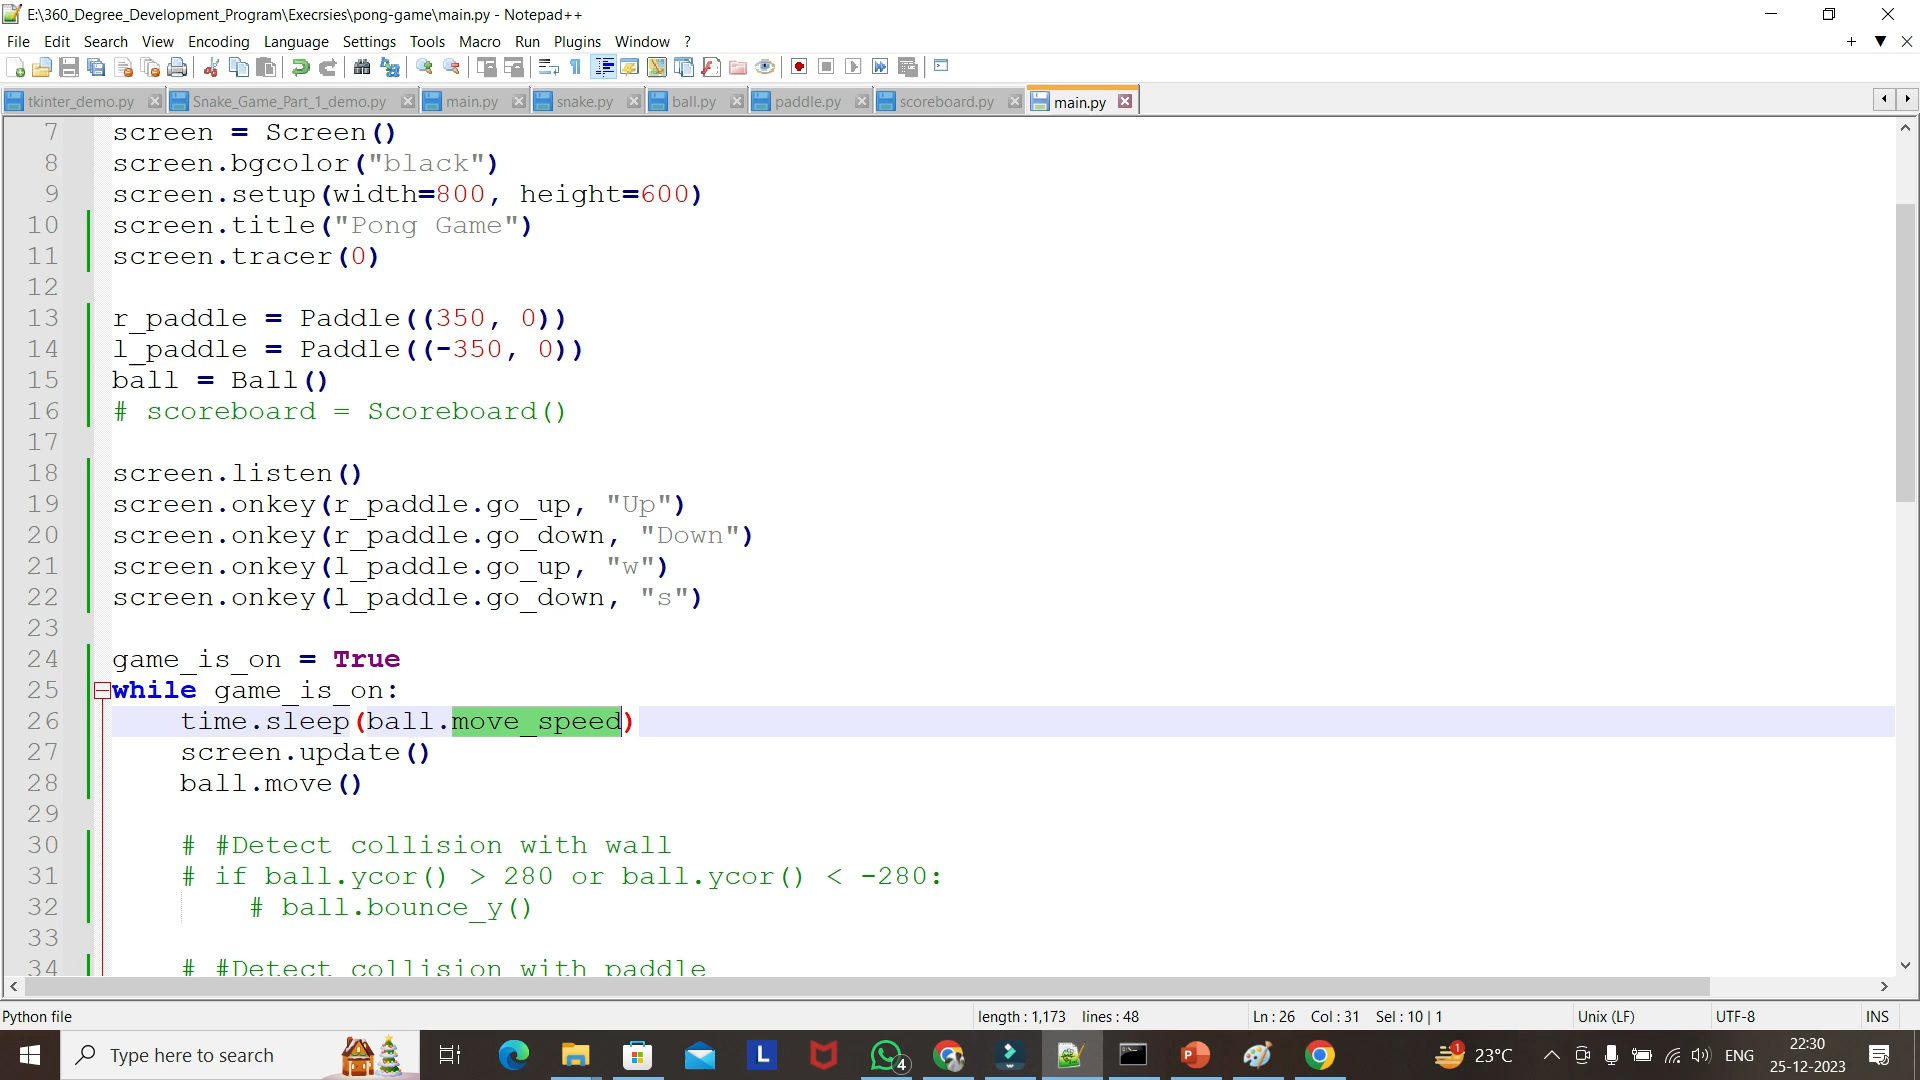 E:\360_Degree_Development_Program\Execrsies\pong-game\main.py - Notepad++
File Edit Search View Encoding Language Settings Tools Macro Run Plugins Window ?
tkinter_demo.py Snake_Game_Part_1_demo.py main.py snake.py ball.py paddle.py scoreboard.py main.py
7 screen = Screen()
8 screen.bgcolor("black")
9 screen.setup(width=800, height=600)
10 screen.title("Pong Game")
11 screen.tracer(0)
12
13 r_paddle = Paddle((350, 0))
14 l_paddle = Paddle((-350, 0))
15 ball = Ball()
16 # scoreboard = Scoreboard()
17
18 screen.listen()
19 screen.onkey(r_paddle.go_up, "Up")
20 screen.onkey(r_paddle.go_down, "Down")
21 screen.onkey(l_paddle.go_up, "w")
22 screen.onkey(l_paddle.go_down, "s")
23
24 game_is_on = True
25 while game_is_on:
26 time.sleep(ball.move_speed)
27 screen.update()
28 ball.move()
29
30 # #Detect collision with wall
31 # if ball.ycor() > 280 or ball.ycor() < -280:
32 # ball.bounce_y()
33
34 # #Detect collision with paddle
Python file length : 1,173 lines : 48 Ln : 26 Col : 31 Sel : 10 | 1 Unix (LF) UTF-8 INS
Type here to search L 4 23°C ENG 22:30
25-12-2023